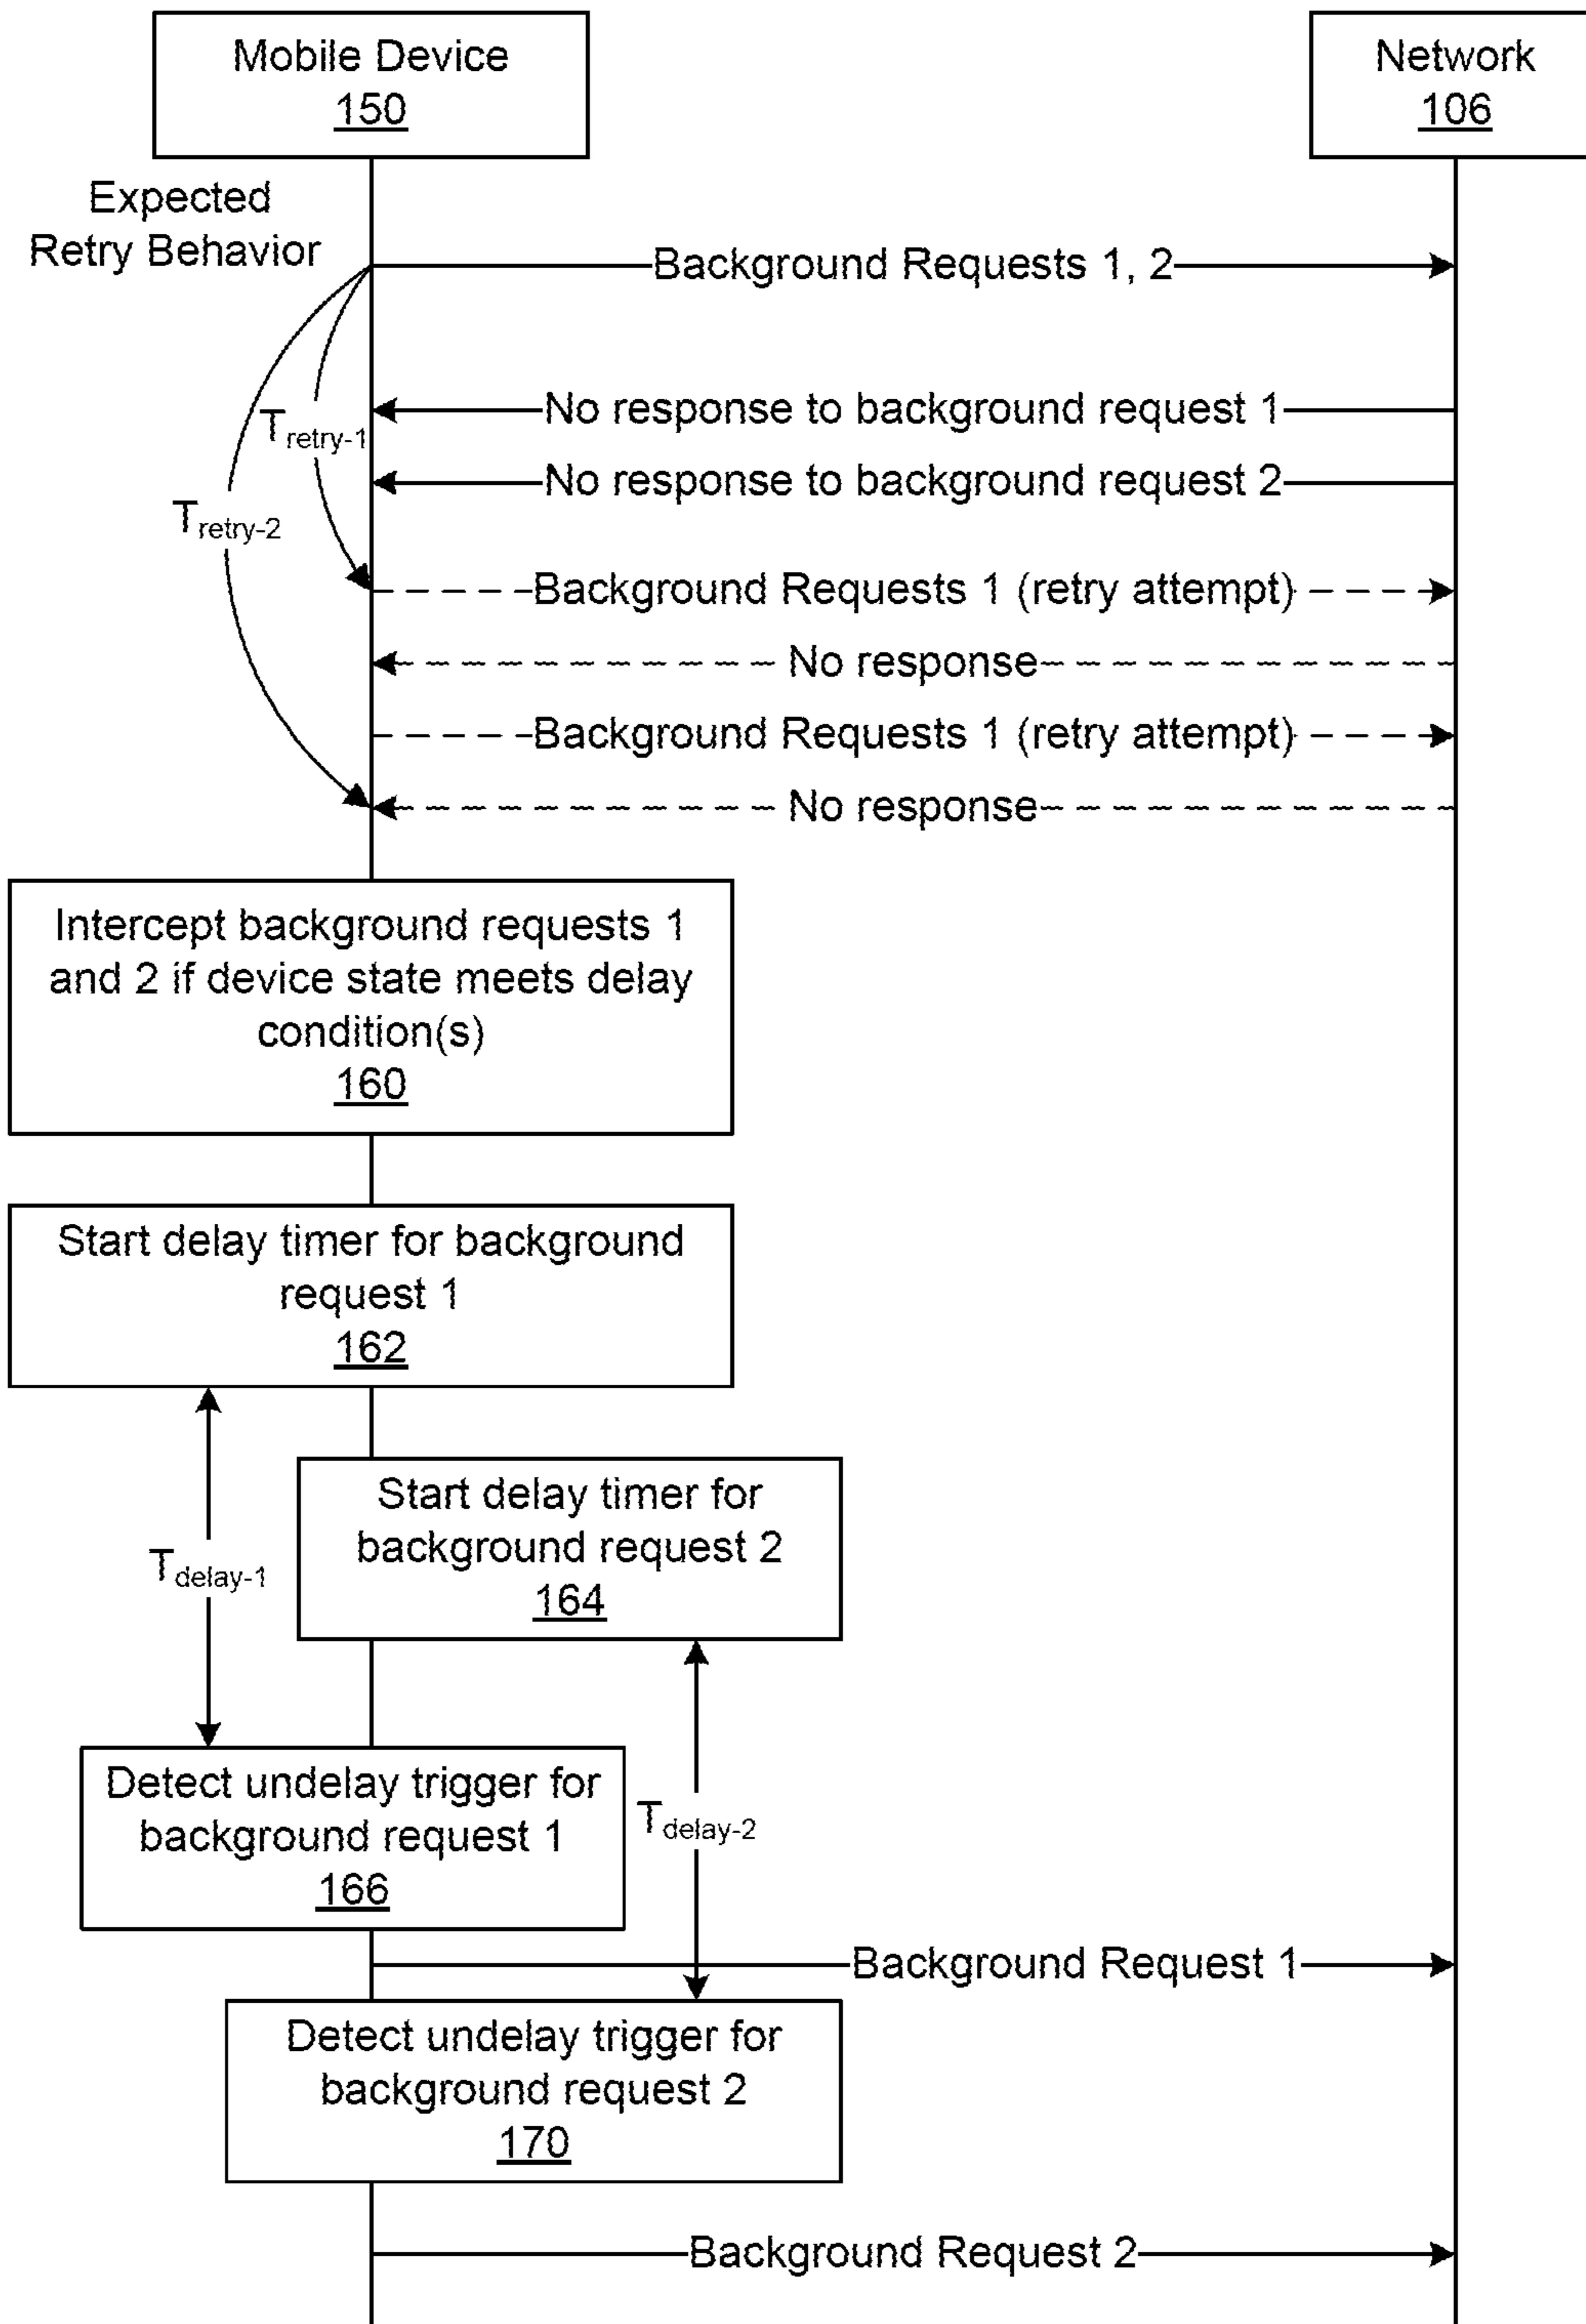 Mobile Device
150
Network
106
Expected
Retry Behavior
Background Requests 1, 2
No response to background request 1
Tretry-1
No response to background request 2
Tretry-2
Background Requests 1 (retry attempt)
No response
Background Requests 1 (retry attempt)
No response
Intercept background requests 1
and 2 if device state meets delay
condition(s)
160
Start delay timer for background
request 1
162
Start delay timer for
background request 2
164
Tdelay-1
Detect undelay trigger for
background request 1
166
Tdelay-2
Background Request 1
Detect undelay trigger for
background request 2
170
Background Request 2